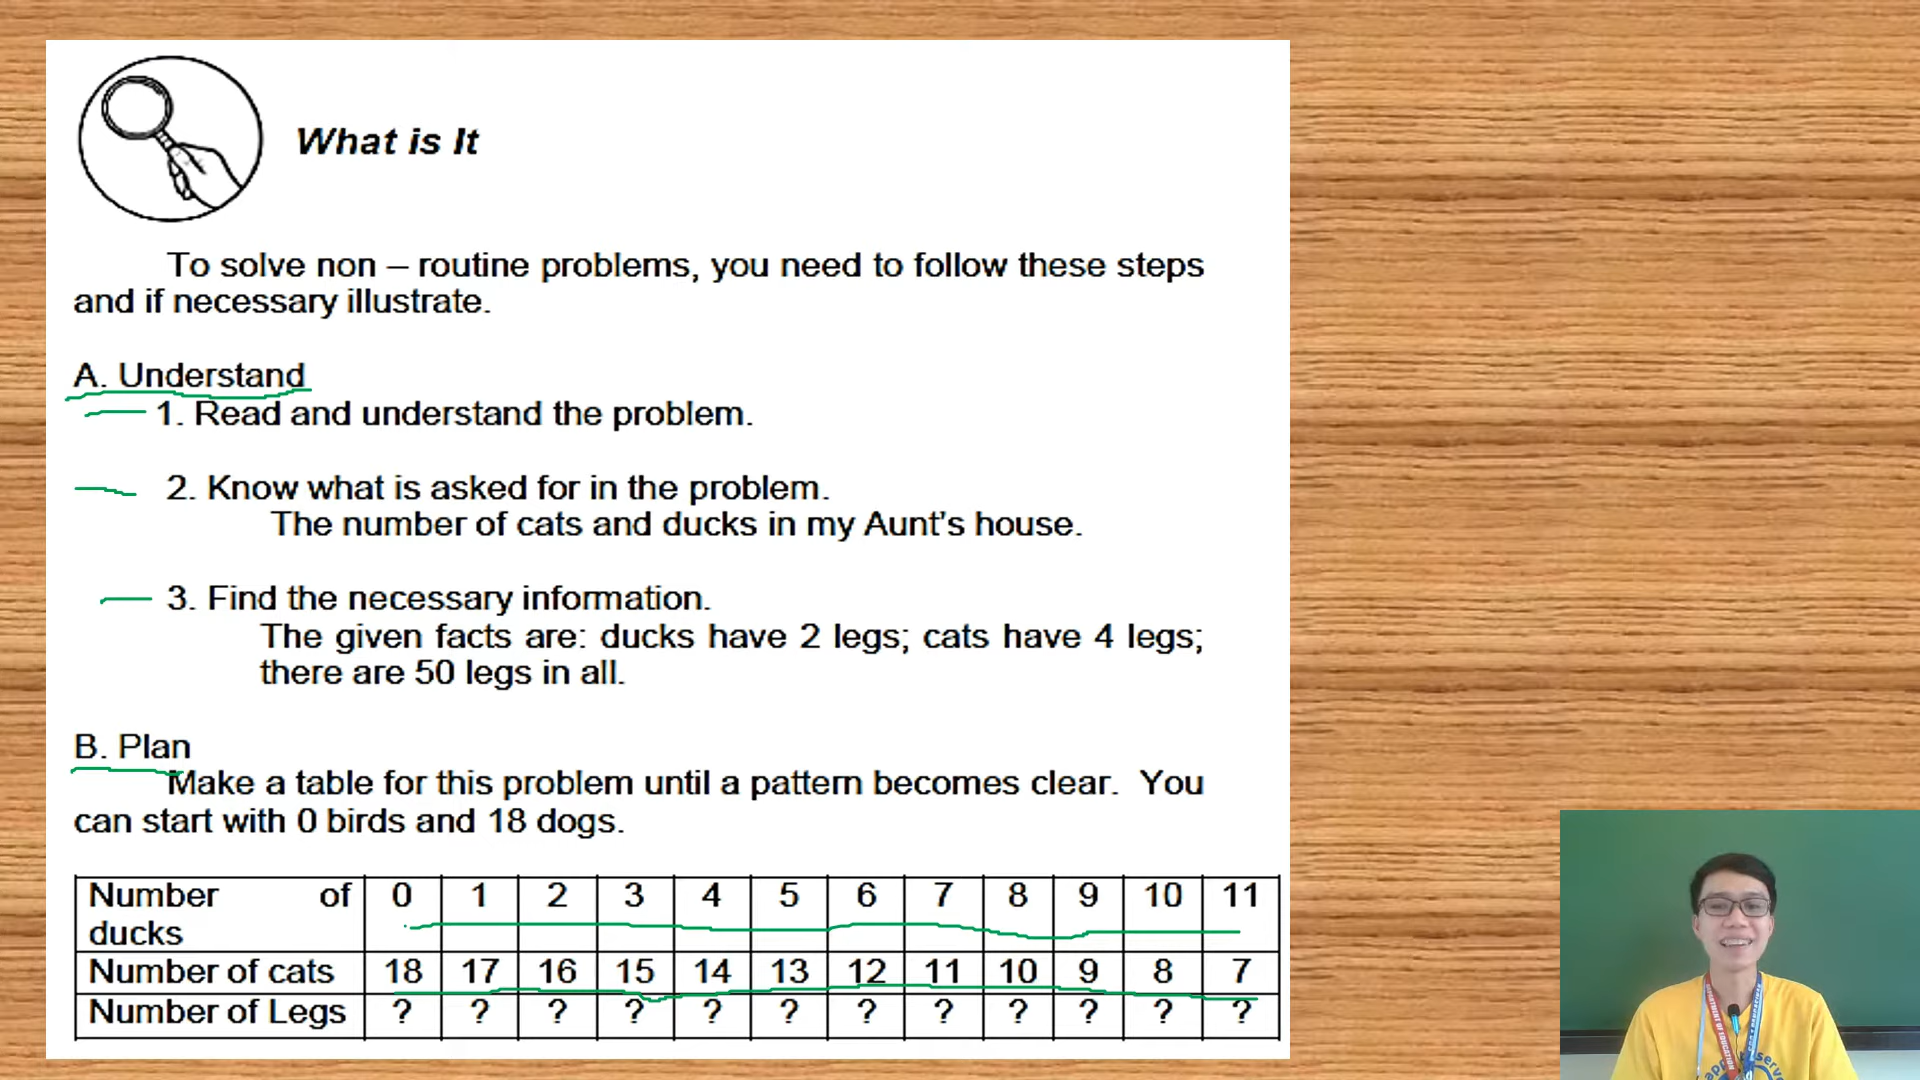 What is It
To solve non – routine problems, you need to follow these steps
and if necessary illustrate.
A. Understand
1. Read and understand the problem.
2. Know what is asked for in the problem.
The number of cats and ducks in my Aunt's house.
3. Find the necessary information.
The given facts are: ducks have 2 legs; cats have 4 legs;
there are 50 legs in all.
B. Plan
Make a table for this problem until a pattern becomes clear. You
can start with 0 birds and 18 dogs.
Number of ducks 0 1 2 3 4 5 6 7 8 9 10 11
Number of cats 18 17 16 15 14 13 12 11 10 9 8 7
Number of Legs ? ? ? ? ? ? ? ? ? ? ? ?